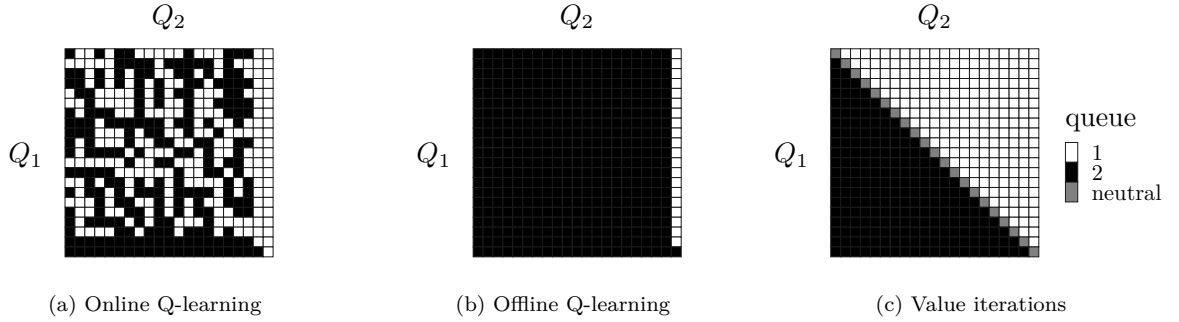 Q2 Q2 Q2
Q1 Q1 Q1
queue
1
2
neutral
(a) Online Q-learning (b) Offline Q-learning (c) Value iterations